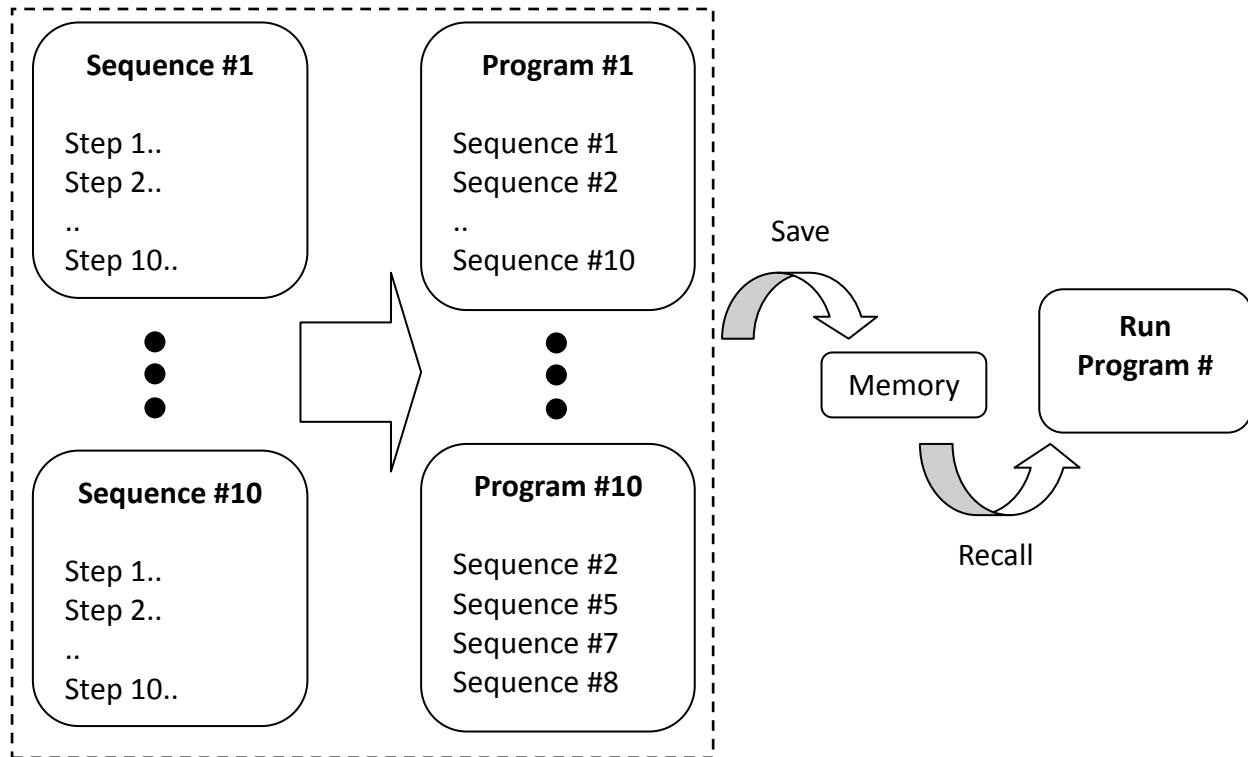 Sequence #1
Step 1..
Step 2..
..
Step 10..
Program #1
Sequence #1
Sequence #2
..
Sequence #10
Sequence #10
Step 1..
Step 2..
..
Step 10..
Program #10
Sequence #2
Sequence #5
Sequence #7
Sequence #8
Save
Memory
Recall
Run
Program #